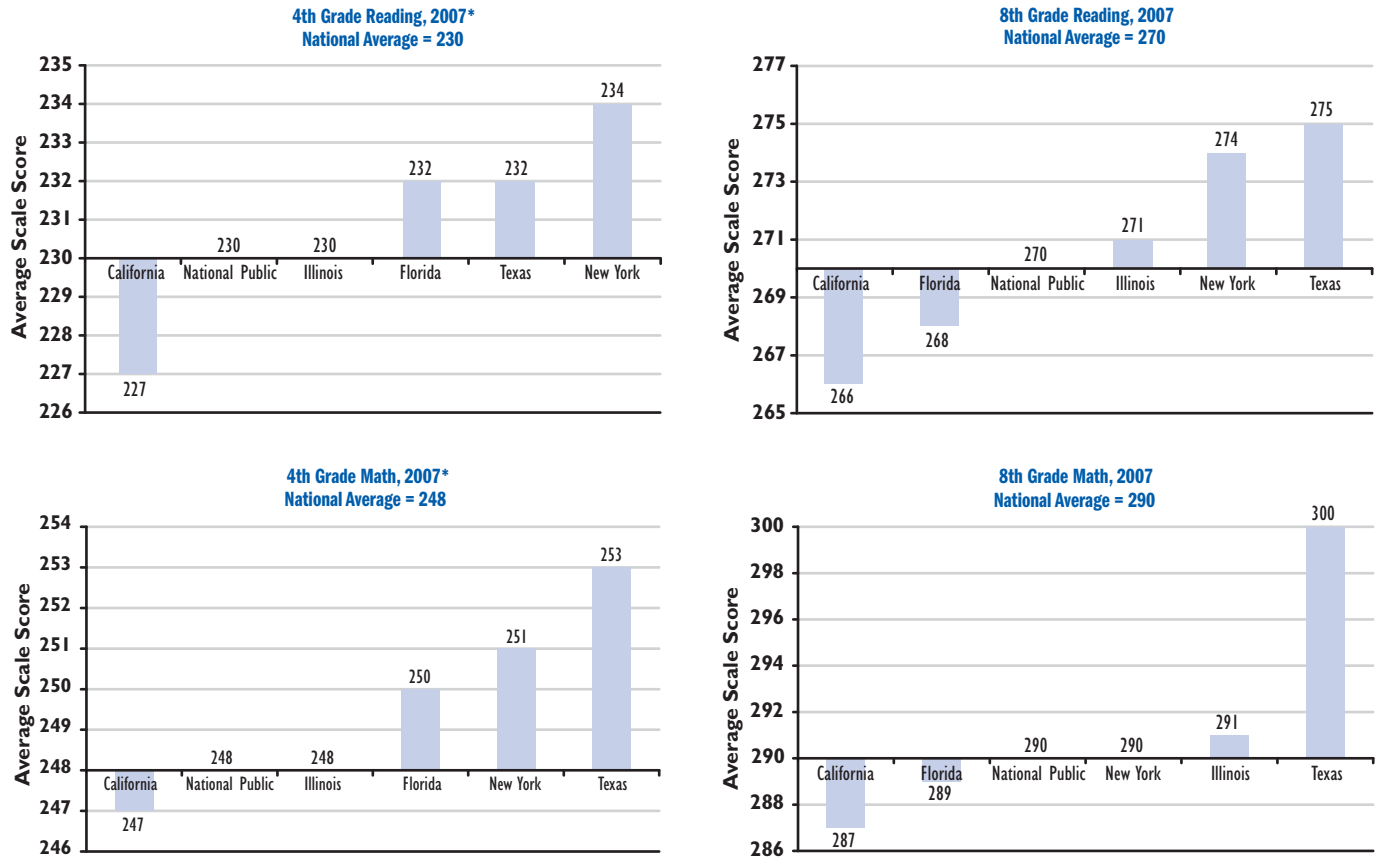 4th Grade Reading, 2007*
National Average = 230
Average Scale Score
235
234
233
232
231
230
229
228
227
226
227
230
230
232
232
234
California
National Public
Illinois
Florida
Texas
New York
8th Grade Reading, 2007
National Average = 270
Average Scale Score
277
275
273
271
269
267
265
266
268
270
271
274
275
California
Florida
National Public
Illinois
New York
Texas
4th Grade Math, 2007*
National Average = 248
Average Scale Score
254
253
252
251
250
249
248
247
246
247
248
248
250
251
253
California
National Public
Illinois
Florida
New York
Texas
8th Grade Math, 2007
National Average = 290
Average Scale Score
300
298
296
294
292
290
288
286
287
289
290
290
291
300
California
Florida
National Public
New York
Illinois
Texas